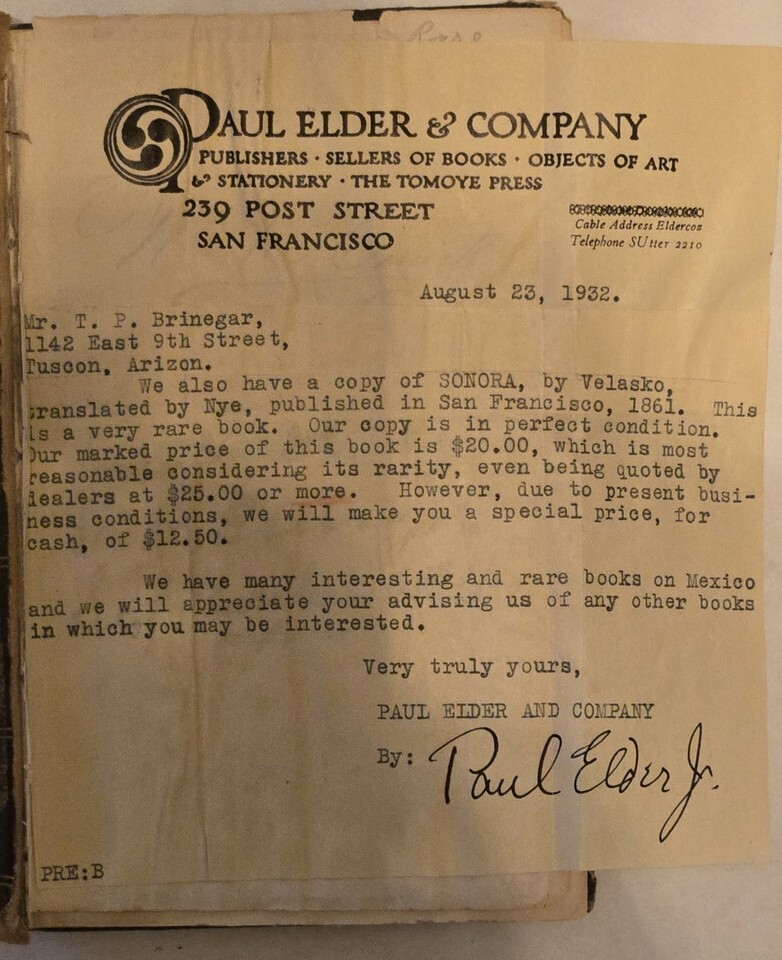 PAUL ELDER & COMPANY
PUBLISHERS · SELLERS OF BOOKS · OBJECTS OF ART
& STATIONERY · THE TOMOYE PRESS
239 POST STREET
SAN FRANCISCO
Cable Address Eldercos
Telephone SUtter 2210
August 23, 1932.
Mr. T. P. Brinegar,
1142 East 9th Street,
Tuscon, Arizon.
We also have a copy of SONORA, by Velasko,
translated by Nye, published in San Francisco, 1861. This
is a very rare book. Our copy is in perfect condition.
Our marked price of this book is $20.00, which is most
reasonable considering its rarity, even being quoted by
dealers at $25.00 or more. However, due to present busi-
ness conditions, we will make you a special price, for
cash, of $12.50.
We have many interesting and rare books on Mexico
and we will appreciate your advising us of any other books
in which you may be interested.
Very truly yours,
PAUL ELDER AND COMPANY
By: Paul Elder Jr.
PRE:B